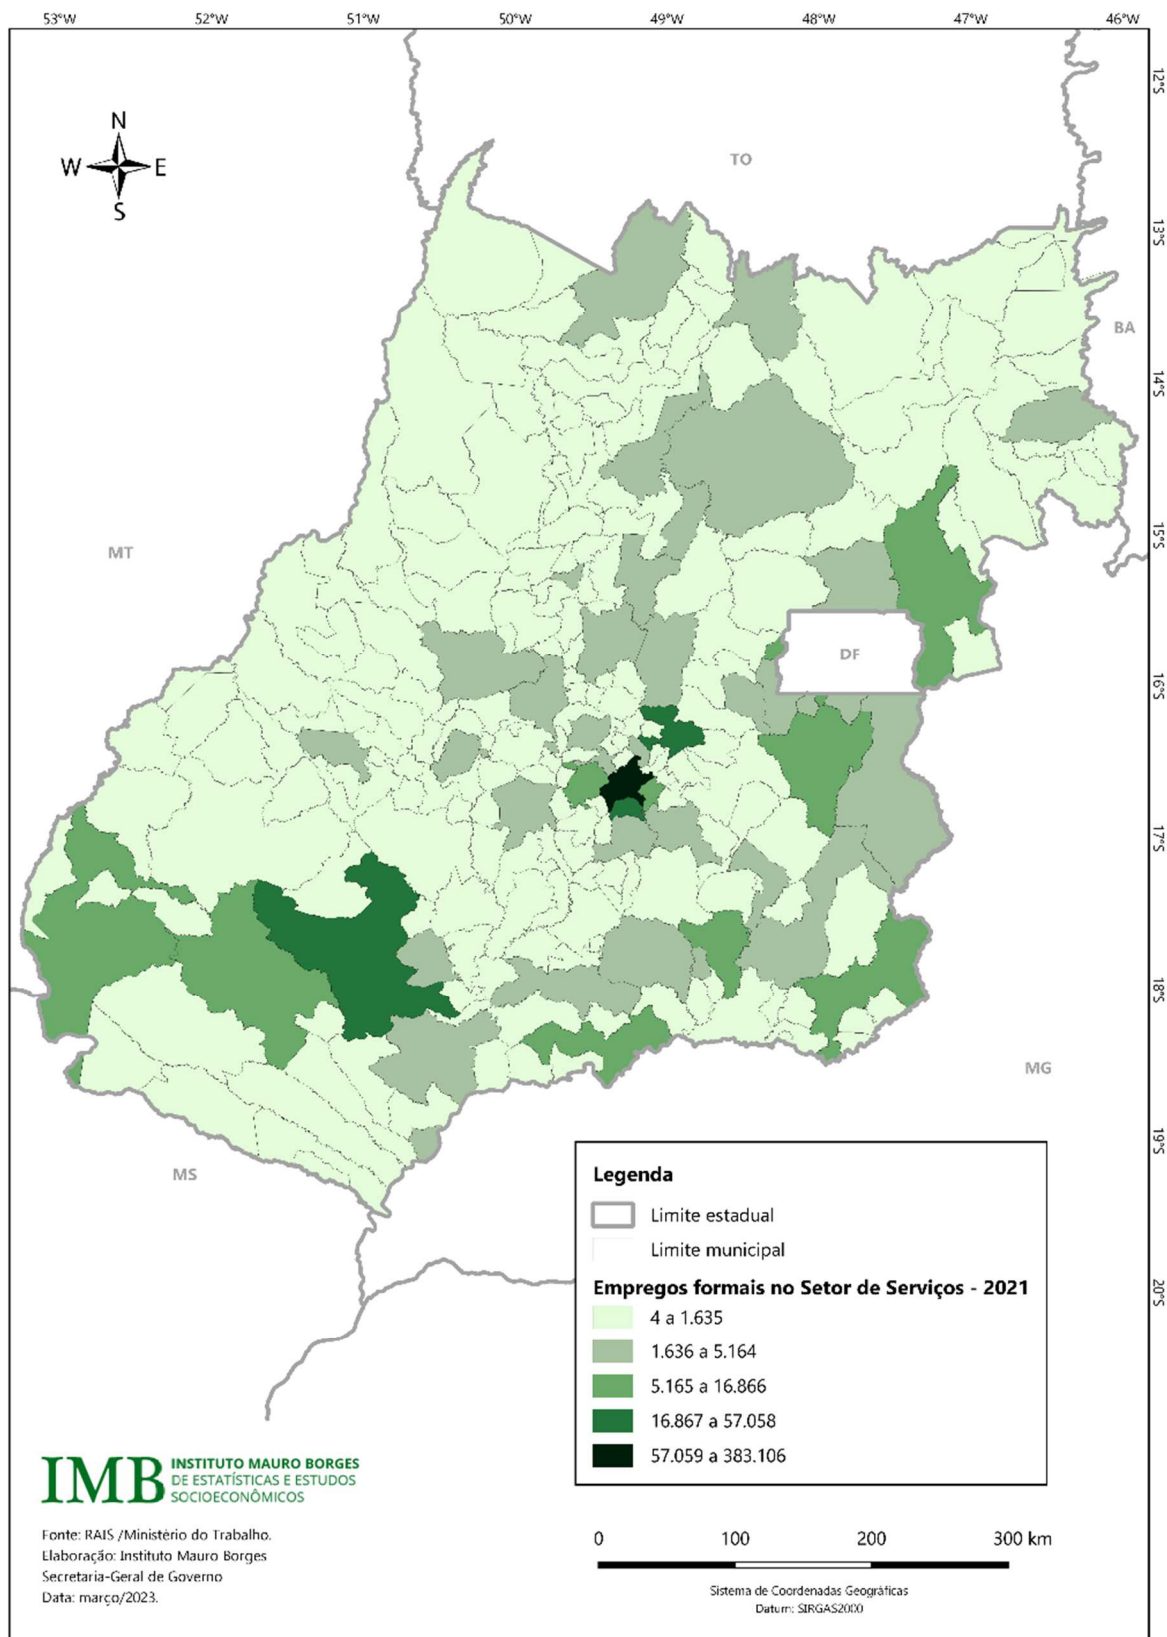 53°W 52°W 51°W 50°W 49°W 48°W 47°W 46°W
12°S
N
W E
S
TO
13°S
BA
14°S
15°S
MT
DF
16°S
17°S
18°S
MG
19°S
MS
20°S
Legenda
Limite estadual
Limite municipal
Empregos formais no Setor de Serviços - 2021
4 a 1.635
1.636 a 5.164
5.165 a 16.866
16.867 a 57.058
57.059 a 383.106
IMB
INSTITUTO MAURO BORGES
DE ESTATÍSTICAS E ESTUDOS
SOCIOECONÔMICOS
Fonte: RAIS /Ministério do Trabalho.
Elaboração: Instituto Mauro Borges
Secretaria-Geral de Governo
Data: março/2023.
0 100 200 300 km
Sistema de Coordenadas Geográficas
Datum: SIRGAS2000